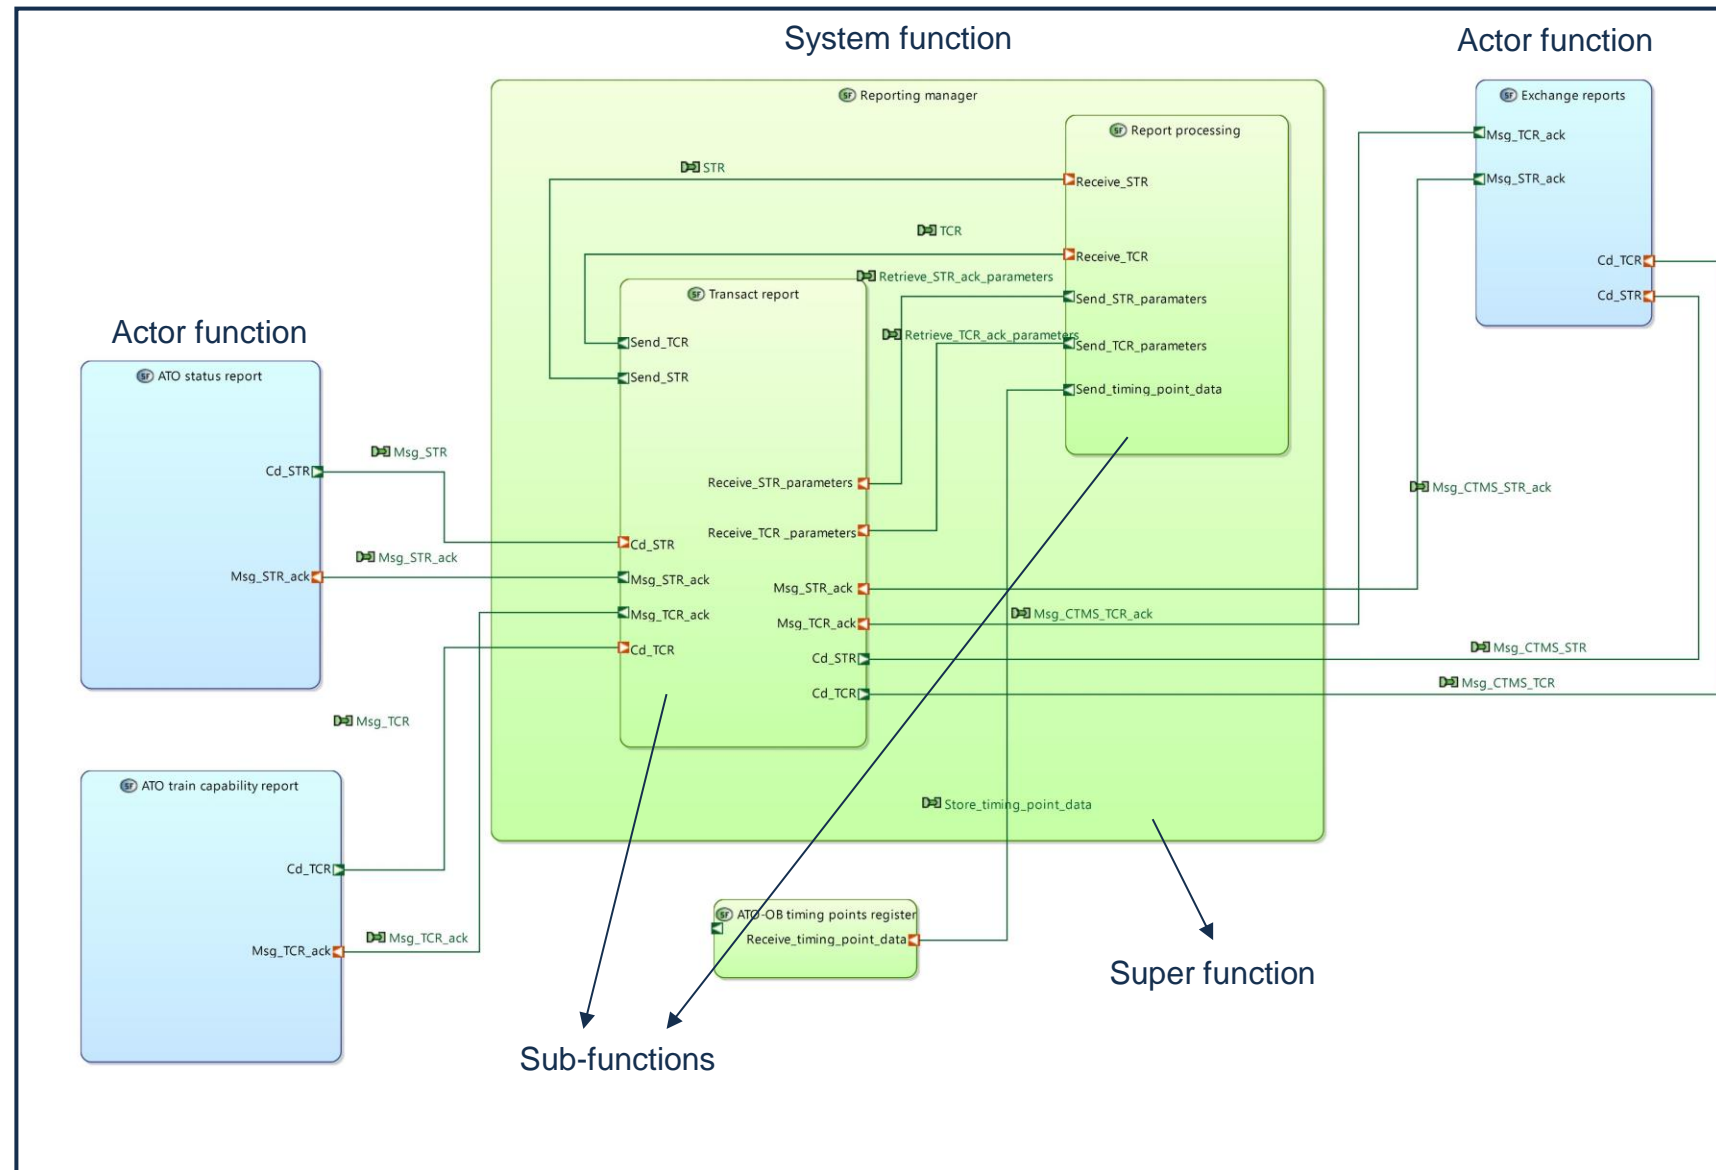 System function
Actor function
Reporting manager
Exchange reports
Report processing
Msg_TCR_ack
STR
Receive_STR
Msg_STR_ack
TCR
Receive_TCR
Cd_TCR
Retrieve_STR_ack_parameters
Transact report
Send_STR_paramaters
Cd_STR
Actor function
Retrieve_TCR_ack_parameters
Send_TCR
Send_TCR_parameters
ATO status report
Send_STR
Send_timing_point_data
Msg_STR
Cd_STR
Receive_STR_parameters
Msg_CTMS_STR_ack
Receive_TCR _parameters
Cd_STR
Msg_STR_ack
Msg_STR_ack
Msg_STR_ack
Msg_STR_ack
Msg_TCR_ack
Msg_TCR_ack
Msg_CTMS_TCR_ack
Cd_TCR
Cd_STR
Msg_CTMS_STR
Cd_TCR
Msg_CTMS_TCR
Msg_TCR
ATO train capability report
Store_timing_point_data
Cd_TCR
ATO-OB timing points register
Msg_TCR_ack
Receive_timing_point_data
Msg_TCR_ack
Super function
Sub-functions